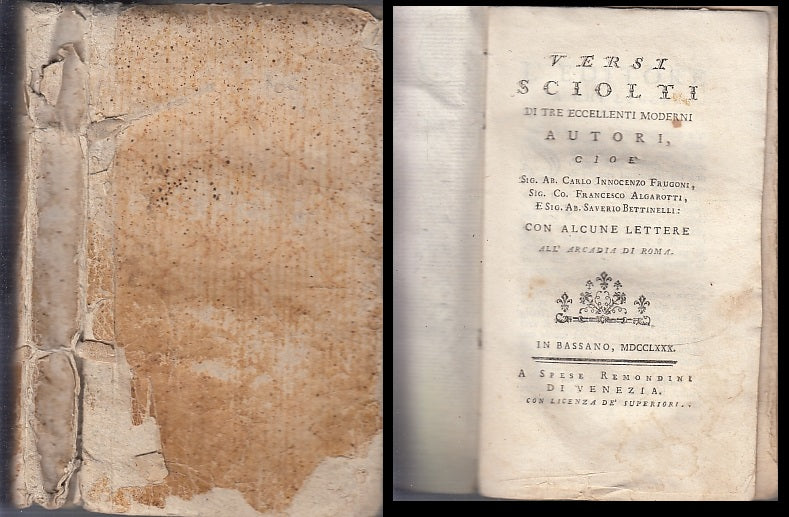 VERSI
SCIOLTI
DI TRE ECCELLENTI MODERNI
AUTORI,
CIOE'
SIG. AB. CARLO INNOCENZO FRUGONI,
SIG. CO. FRANCESCO ALGAROTTI,
E SIG. AB. SAVERIO BETTINELLI:
CON ALCUNE LETTERE
ALL' ARCADIA DI ROMA.
IN BASSANO, MDCCLXXX.
A SPESE REMONDINI
DI VENEZIA.
CON LICENZA DE' SUPERIORI.